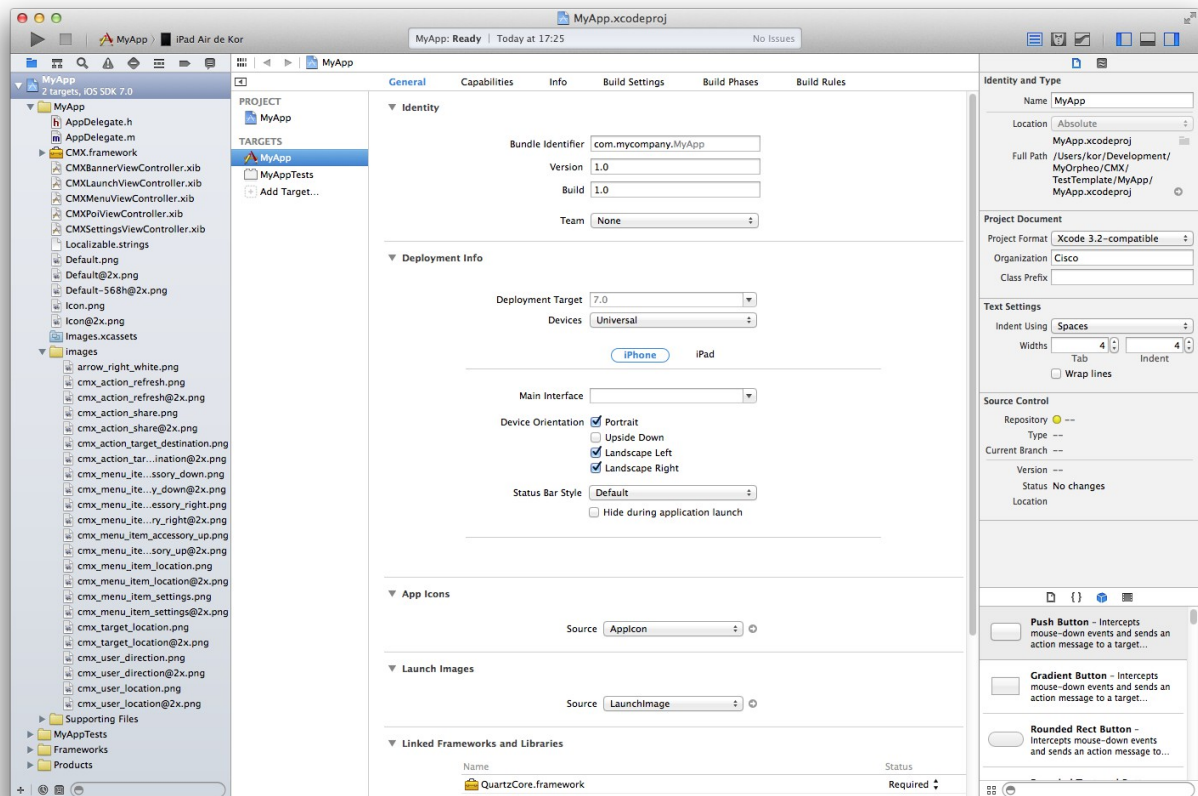 MyApp.xcodeproj
MyApp
iPad Air de Kor
MyApp: Ready | Today at 17:25
No Issues
MyApp
2 targets, iOS SDK 7.0
MyApp
AppDelegate.h
AppDelegate.m
CMX.framework
CMXBannerViewController.xib
CMXLaunchViewController.xib
CMXMenuViewController.xib
CMXPoiViewController.xib
CMXSettingsViewController.xib
Localizable.strings
Default.png
Default@2x.png
Default-568h@2x.png
Icon.png
Icon@2x.png
Images.xcassets
images
arrow_right_white.png
cmx_action_refresh.png
cmx_action_refresh@2x.png
cmx_action_share.png
cmx_action_share@2x.png
cmx_action_target_destination.png
cmx_action_tar...ination@2x.png
cmx_menu_ite...ssory_down.png
cmx_menu_ite...y_down@2x.png
cmx_menu_ite...essory_right.png
cmx_menu_ite...ry_right@2x.png
cmx_menu_item_accessory_up.png
cmx_menu_ite...sory_up@2x.png
cmx_menu_item_location.png
cmx_menu_item_location@2x.png
cmx_menu_item_settings.png
cmx_menu_item_settings@2x.png
cmx_target_location.png
cmx_target_location@2x.png
cmx_user_direction.png
cmx_user_direction@2x.png
cmx_user_location.png
cmx_user_location@2x.png
Supporting Files
MyAppTests
Frameworks
Products
MyApp
PROJECT
MyApp
TARGETS
MyApp
MyAppTests
Add Target...
General Capabilities Info Build Settings Build Phases Build Rules
Identity
Bundle Identifier com.mycompany.MyApp
Version 1.0
Build 1.0
Team None
Deployment Info
Deployment Target 7.0
Devices Universal
iPhone iPad
Main Interface
Device Orientation Portrait
Upside Down
Landscape Left
Landscape Right
Status Bar Style Default
Hide during application launch
App Icons
Source AppIcon
Launch Images
Source LaunchImage
Linked Frameworks and Libraries
Name Status
QuartzCore.framework Required
Identity and Type
Name MyApp
Location Absolute
MyApp.xcodeproj
Full Path /Users/kor/Development/
MyOrpheo/CMX/
TestTemplate/MyApp/
MyApp.xcodeproj
Project Document
Project Format Xcode 3.2-compatible
Organization Cisco
Class Prefix
Text Settings
Indent Using Spaces
Widths 4 4
Tab Indent
Wrap lines
Source Control
Repository --
Type --
Current Branch --
Version --
Status No changes
Location
Push Button - Intercepts
mouse-down events and sends an
action message to a target...
Gradient Button - Intercepts
mouse-down events and sends an
action message to a target...
Rounded Rect Button -
Intercepts mouse-down events
and sends an action message to...